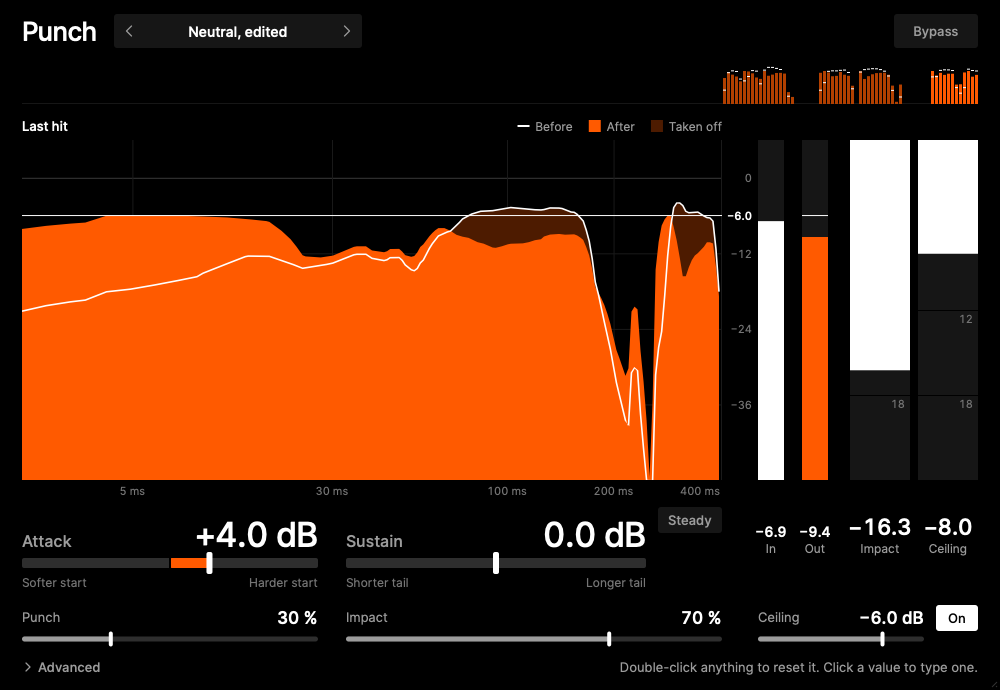 Punch
Neutral, edited
Bypass
Last hit
Before
After
Taken off
0
−6.0
−12
−24
−36
12
18
18
5 ms
30 ms
100 ms
200 ms
400 ms
Attack
+4.0 dB
Sustain
0.0 dB
Steady
−6.9
In
−9.4
Out
−16.3
Impact
−8.0
Ceiling
Softer start
Harder start
Shorter tail
Longer tail
Punch
30 %
Impact
70 %
Ceiling
−6.0 dB
On
Advanced
Double-click anything to reset it. Click a value to type one.